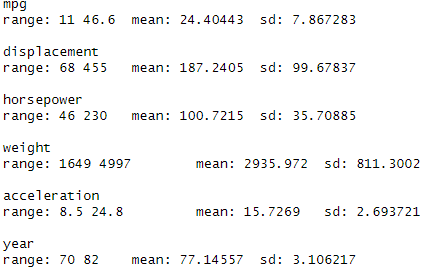 mpg
range: 11 46.6 mean: 24.40443 sd: 7.867283
displacement
range: 68 455 mean: 187.2405 sd: 99.67837
horsepower
range: 46 230 mean: 100.7215 sd: 35.70885
weight
range: 1649 4997 mean: 2935.972 sd: 811.3002
acceleration
range: 8.5 24.8 mean: 15.7269 sd: 2.693721
year
range: 70 82 mean: 77.14557 sd: 3.106217